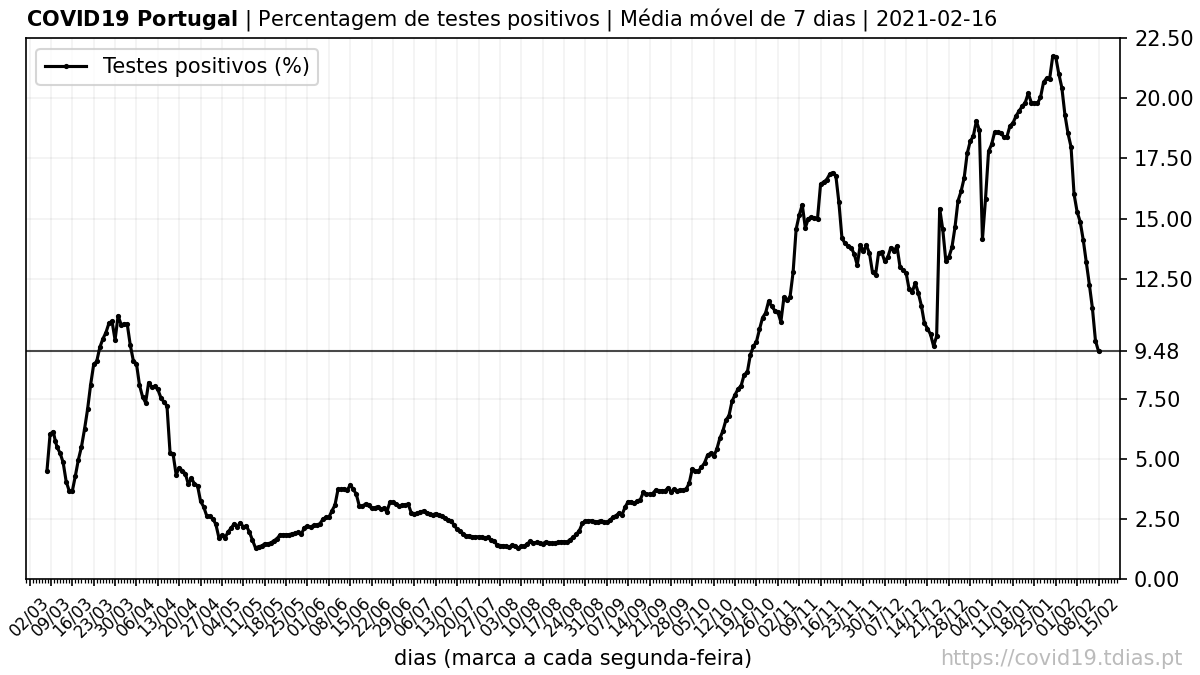 COVID19 Portugal | Percentagem de testes positivos | Média móvel de 7 dias | 2021-02-16
Testes positivos (%)
22.50
20.00
17.50
15.00
12.50
9.48
7.50
5.00
2.50
0.00
02/03 09/03 16/03 23/03 30/03 06/04 13/04 20/04 27/04 04/05 11/05 18/05 25/05 01/06 08/06 15/06 22/06 29/06 06/07 13/07 20/07 27/07 03/08 10/08 17/08 24/08 31/08 07/09 14/09 21/09 28/09 05/10 12/10 19/10 26/10 02/11 09/11 16/11 23/11 30/11 07/12 14/12 21/12 28/12 04/01 11/01 18/01 25/01 01/02 08/02 15/02
dias (marca a cada segunda-feira)
https://covid19.tdias.pt